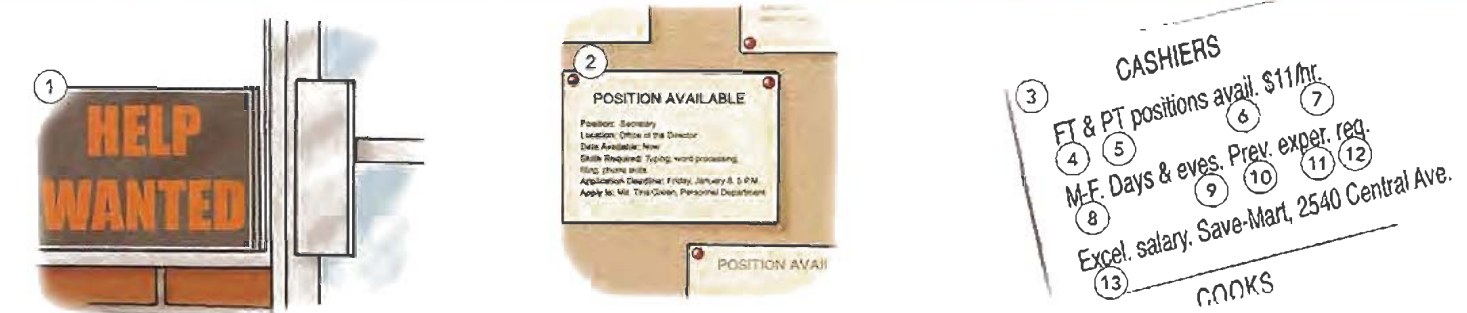 1
HELP
WANTED
2
POSITION AVAILABLE
Position: Secretary
Location: Office of the Director
Date Available: Now
Skills Required: Typing, word processing,
filing, phone skills
Application Deadline: Friday, January 8, 5 P.M.
Apply to: Ms. Tina Green, Personnel Department
POSITION AVAIL
3
CASHIERS
FT & PT positions avail. $11/hr.
4 5 6 7
M-F. Days & eves. Prev. exper. req.
8 9 10 11 12
Excel. salary. Save-Mart, 2540 Central Ave.
13
COOKS